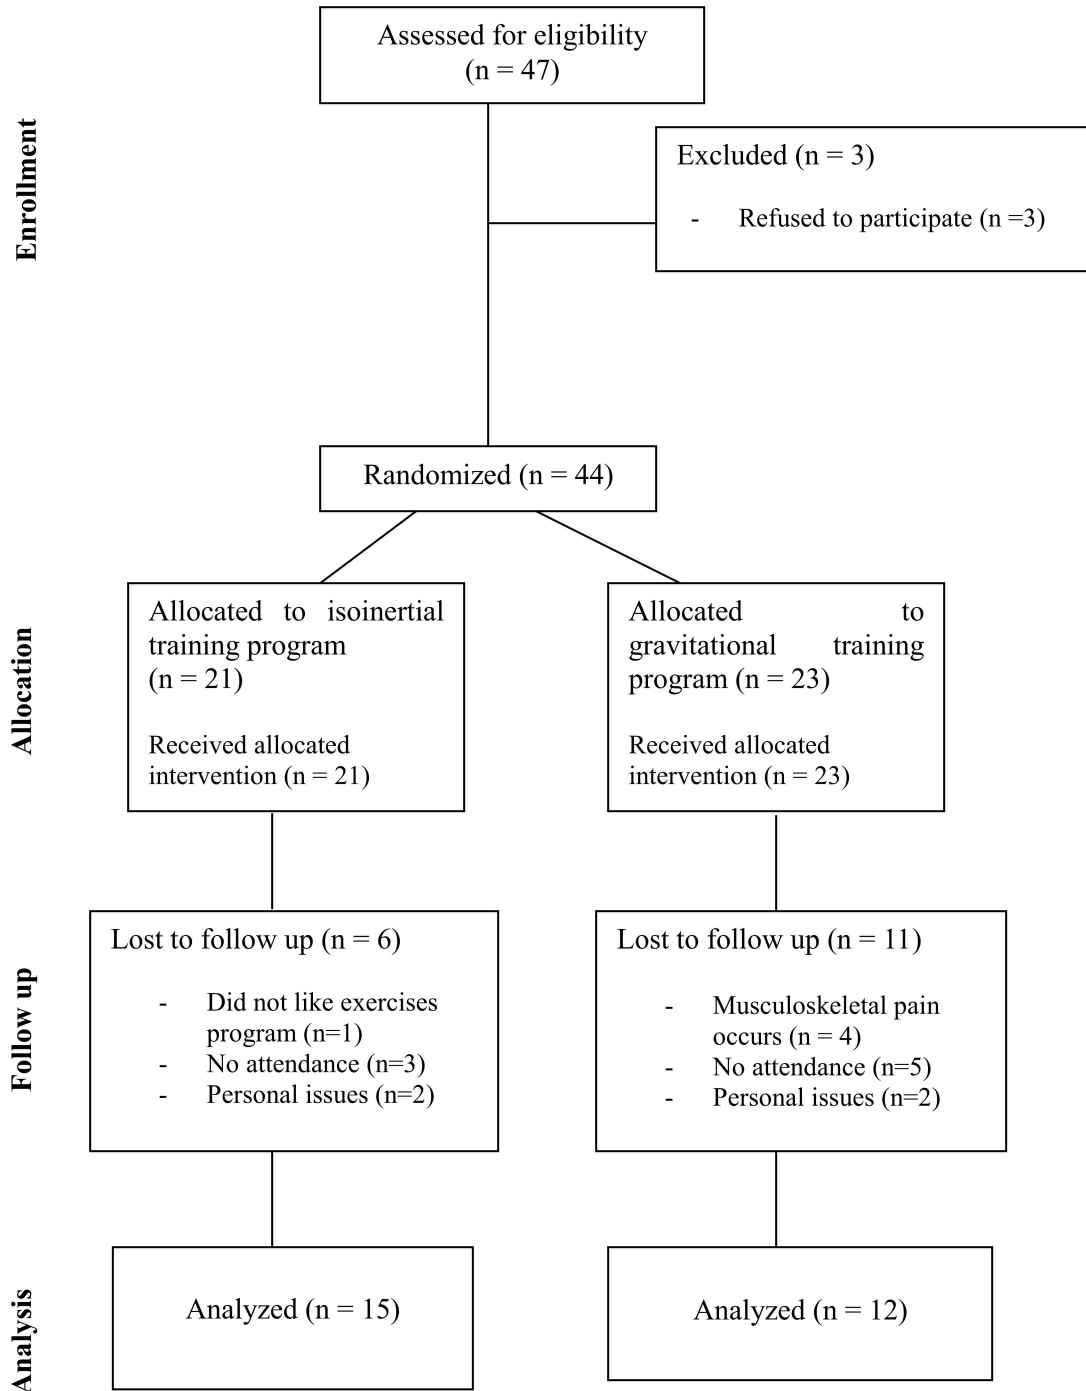 Assessed for eligibility
(n = 47)
Enrollment
Excluded (n = 3)
- Refused to participate (n =3)
Randomized (n = 44)
Allocation
Allocated to isoinertial
training program
(n = 21)
Received allocated
intervention (n = 21)
Allocated to
gravitational training
program (n = 23)
Received allocated
intervention (n = 23)
Follow up
Lost to follow up (n = 6)
- Did not like exercises
program (n=1)
- No attendance (n=3)
- Personal issues (n=2)
Lost to follow up (n = 11)
- Musculoskeletal pain
occurs (n = 4)
- No attendance (n=5)
- Personal issues (n=2)
Analysis
Analyzed (n = 15)
Analyzed (n = 12)